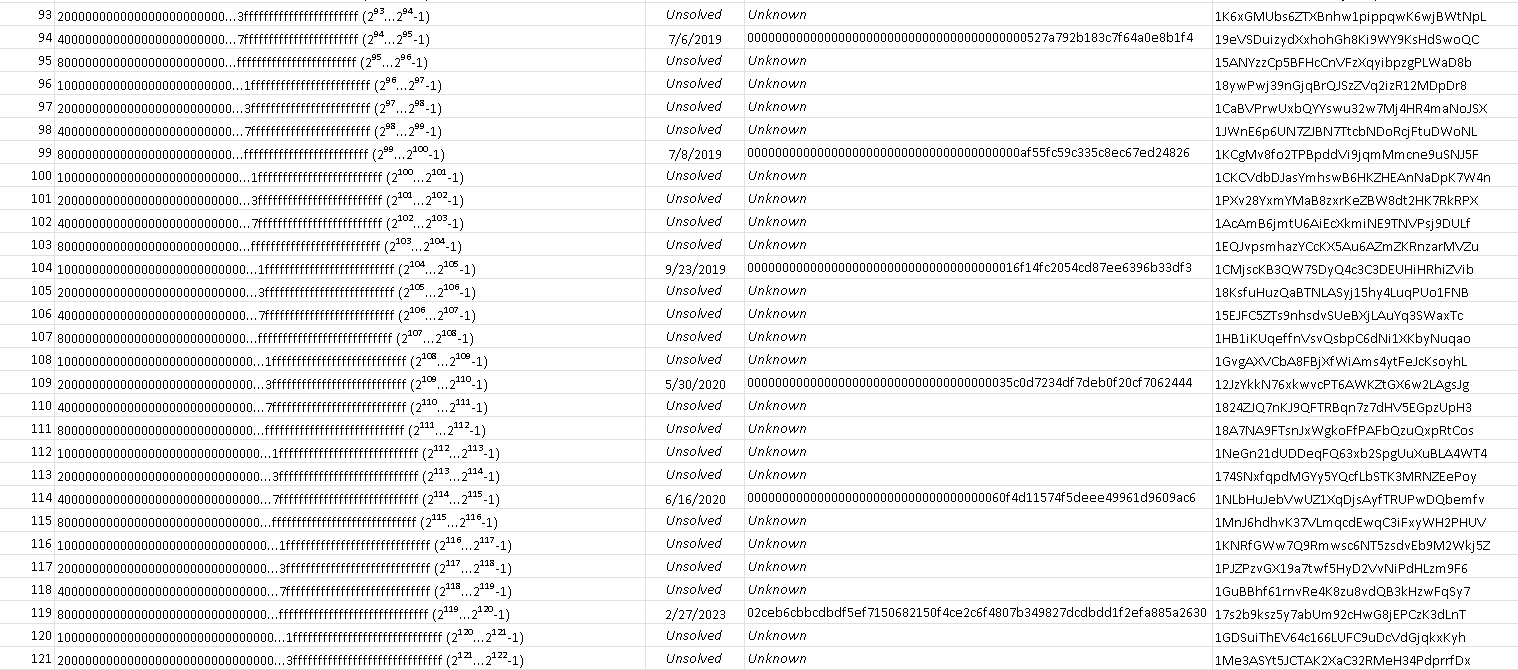 93 200000000000000000000000...3fffffffffffffffffffffff (2^93...2^94-1) Unsolved Unknown 1K6xGMUbs6ZTXBnhw1pippqwK6wjBWtNpL
94 400000000000000000000000...7fffffffffffffffffffffff (2^94...2^95-1) 7/6/2019 0000000000000000000000000000000000000000527a792b183c7f64a0e8b1f4 19eVSDuizydXxhohGh8Ki9WY9KsHdSwoQC
95 800000000000000000000000...ffffffffffffffffffffffff (2^95...2^96-1) Unsolved Unknown 15ANYzzCp5BFHcCnVFzXqyibpzgPLWaD8b
96 1000000000000000000000000...1ffffffffffffffffffffffff (2^96...2^97-1) Unsolved Unknown 18ywPwj39nGjqBrQJSzZVq2izR12MDpDr8
97 2000000000000000000000000...3ffffffffffffffffffffffff (2^97...2^98-1) Unsolved Unknown 1CaBVPrwUxbQYYswu32w7Mj4HR4maNoJSX
98 4000000000000000000000000...7ffffffffffffffffffffffff (2^98...2^99-1) Unsolved Unknown 1JWnE6p6UN7ZJBN7TtcbNDoRcjFtuDWoNL
99 8000000000000000000000000...fffffffffffffffffffffffff (2^99...2^100-1) 7/8/2019 000000000000000000000000000000000000000af55fc59c335c8ec67ed24826 1KCgMv8fo2TPBpddVi9jqmMmcne9uSNJ5F
100 10000000000000000000000000...1fffffffffffffffffffffffff (2^100...2^101-1) Unsolved Unknown 1CKCVdbDJasYmhswB6HKZHEAnNaDpK7W4n
101 20000000000000000000000000...3fffffffffffffffffffffffff (2^101...2^102-1) Unsolved Unknown 1PXv28YxmYMaB8zxrKeZBW8dt2HK7RkRPX
102 40000000000000000000000000...7fffffffffffffffffffffffff (2^102...2^103-1) Unsolved Unknown 1AcAmB6jmtU6AiEcXkmiNE9TNVPsj9DULf
103 80000000000000000000000000...ffffffffffffffffffffffffff (2^103...2^104-1) Unsolved Unknown 1EQJvpsmhazYCcKX5Au6AZmZKRnzarMVZu
104 100000000000000000000000000...1ffffffffffffffffffffffffff (2^104...2^105-1) 9/23/2019 000000000000000000000000000000000000016f14fc2054cd87ee6396b33df3 1CMjscKB3QW7SDyQ4c3C3DEUHiHRhiZVib
105 200000000000000000000000000...3ffffffffffffffffffffffffff (2^105...2^106-1) Unsolved Unknown 18KsfuHuzQaBTNLASyj15hy4LuqPUo1FNB
106 400000000000000000000000000...7ffffffffffffffffffffffffff (2^106...2^107-1) Unsolved Unknown 15EJFC5ZTs9nhsdvSUeBXjLAuYq3SWaxTc
107 800000000000000000000000000...fffffffffffffffffffffffffff (2^107...2^108-1) Unsolved Unknown 1HB1iKUqeffnVsvQsbpC6dNi1XKbyNuqao
108 1000000000000000000000000000...1fffffffffffffffffffffffffff (2^108...2^109-1) Unsolved Unknown 1GvgAXVCbA8FBjXfWiAms4ytFeJcKsoyhL
109 2000000000000000000000000000...3fffffffffffffffffffffffffff (2^109...2^110-1) 5/30/2020 00000000000000000000000000000000000035c0d7234df7deb0f20cf7062444 12JzYkkN76xkwvcPT6AWKZtGX6w2LAgsJg
110 4000000000000000000000000000...7fffffffffffffffffffffffffff (2^110...2^111-1) Unsolved Unknown 1824ZJQ7nKJ9QFTRBqn7z7dHV5EGpzUpH3
111 8000000000000000000000000000...ffffffffffffffffffffffffffff (2^111...2^112-1) Unsolved Unknown 18A7NA9FTsnJxWgkoFfPAFbQzuQxpRtCos
112 10000000000000000000000000000...1ffffffffffffffffffffffffffff (2^112...2^113-1) Unsolved Unknown 1NeGn21dUDDeqFQ63xb2SpgUuXuBLA4WT4
113 20000000000000000000000000000...3ffffffffffffffffffffffffffff (2^113...2^114-1) Unsolved Unknown 174SNxfqpdMGYy5YQcfLbSTK3MRNZEePoy
114 40000000000000000000000000000...7ffffffffffffffffffffffffffff (2^114...2^115-1) 6/16/2020 0000000000000000000000000000000000060f4d11574f5deee49961d9609ac6 1NLbHuJebVwUZ1XqDjsAyfTRUPwDQbemfv
115 80000000000000000000000000000...fffffffffffffffffffffffffffff (2^115...2^116-1) Unsolved Unknown 1MnJ6hdhvK37VLmqcdEwqC3iFxyWH2PHUV
116 100000000000000000000000000000...1fffffffffffffffffffffffffffff (2^116...2^117-1) Unsolved Unknown 1KNRfGWw7Q9Rmwsc6NT5zsdvEb9M2Wkj5Z
117 200000000000000000000000000000...3fffffffffffffffffffffffffffff (2^117...2^118-1) Unsolved Unknown 1PJZPzvGX19a7twf5HyD2VvNiPdHLzm9F6
118 400000000000000000000000000000...7fffffffffffffffffffffffffffff (2^118...2^119-1) Unsolved Unknown 1GuBBhf61rnvRe4K8zu8vdQB3kHzwFqSy7
119 800000000000000000000000000000...ffffffffffffffffffffffffffffff (2^119...2^120-1) 2/27/2023 02ceb6cbbcdbdf5ef7150682150f4ce2c6f4807b349827dcdbdd1f2efa885a2630 17s2b9ksz5y7abUm92cHwG8jEPCzK3dLnT
120 1000000000000000000000000000000...1ffffffffffffffffffffffffffffff (2^120...2^121-1) Unsolved Unknown 1GDSuiThEV64c166LUFC9uDcVdGjqkxKyh
121 2000000000000000000000000000000...3ffffffffffffffffffffffffffffff (2^121...2^122-1) Unsolved Unknown 1Me3ASYt5JCTAK2XaC32RMeH34PdprrfDx